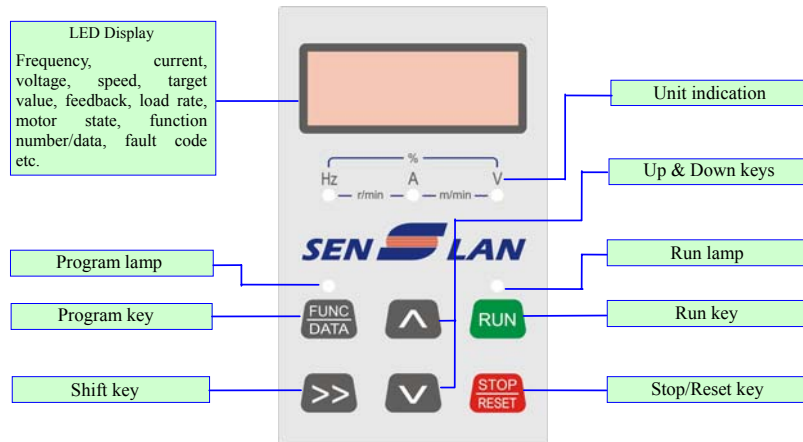 LED Display
Frequency, current,
voltage, speed, target
value, feedback, load rate,
motor state, function
number/data, fault code
etc.
Unit indication
%
Hz A V
r/min m/min
Up & Down keys
SEN LAN
Program lamp
Run lamp
Program key
FUNC
DATA
RUN
Run key
Shift key
>>
STOP
RESET
Stop/Reset key